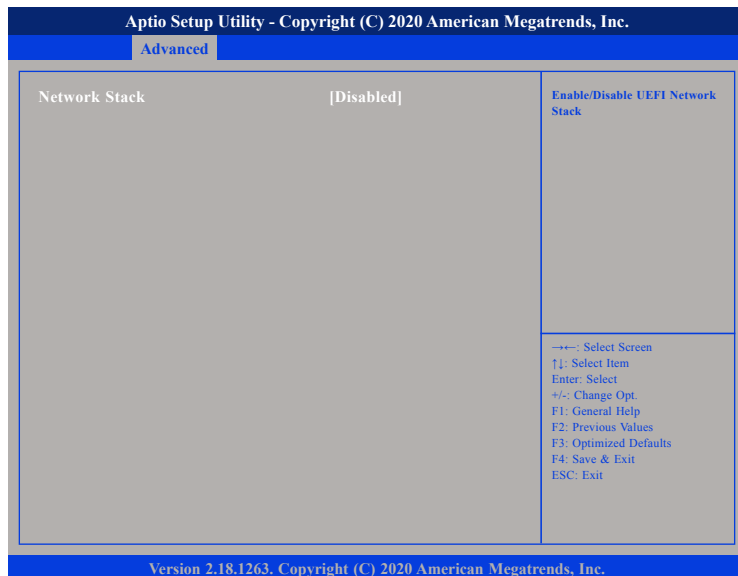 Aptio Setup Utility - Copyright (C) 2020 American Megatrends, Inc.
Advanced
Network Stack [Disabled]
Enable/Disable UEFI Network
Stack
→←: Select Screen
↑↓: Select Item
Enter: Select
+/-: Change Opt.
F1: General Help
F2: Previous Values
F3: Optimized Defaults
F4: Save & Exit
ESC: Exit
Version 2.18.1263. Copyright (C) 2020 American Megatrends, Inc.